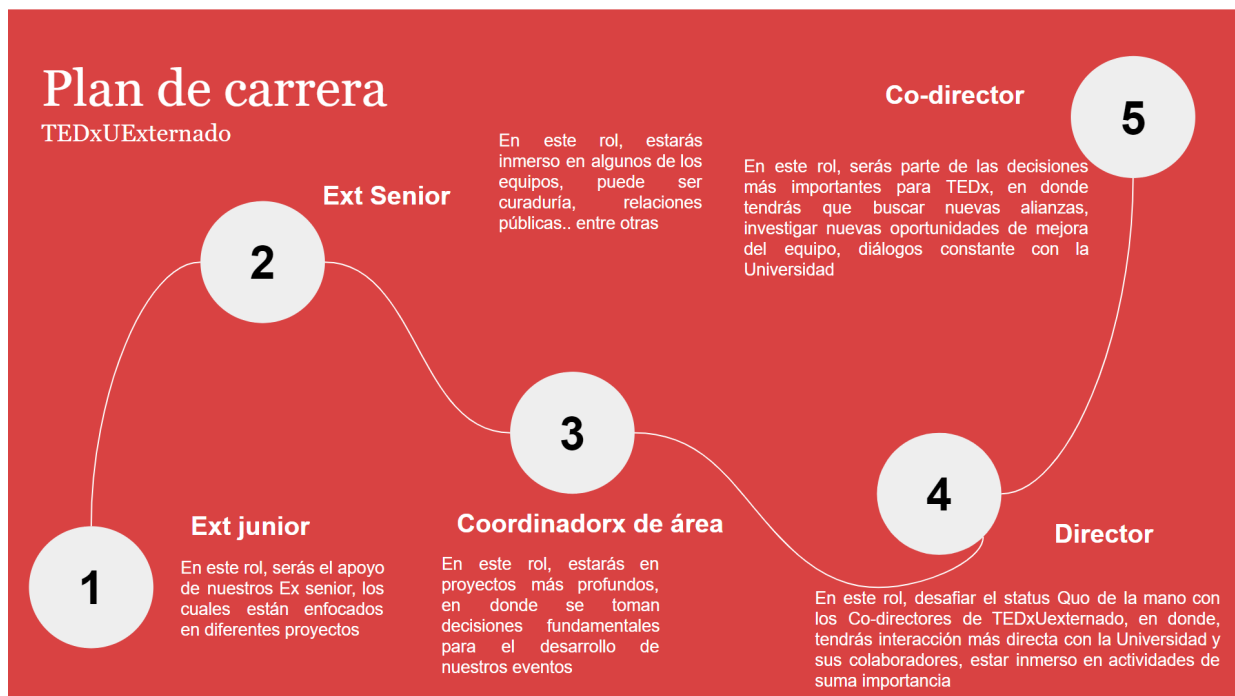 Plan de carrera
TEDxUExternado
1
Ext junior
En este rol, serás el apoyo
de nuestros Ex senior, los
cuales están enfocados
en diferentes proyectos
2
Ext Senior
En este rol, estarás
inmerso en algunos de los
equipos, puede ser
curaduría, relaciones
públicas.. entre otras
3
Coordinadorx de área
En este rol, estarás en
proyectos más profundos,
en donde se toman
decisiones fundamentales
para el desarrollo de
nuestros eventos
4
Director
En este rol, desafiar el status Quo de la mano con
los Co-directores de TEDxUexternado, en donde,
tendrás interacción más directa con la Universidad y
sus colaboradores, estar inmerso en actividades de
suma importancia
5
Co-director
En este rol, serás parte de las decisiones
más importantes para TEDx, en donde
tendrás que buscar nuevas alianzas,
investigar nuevas oportunidades de mejora
del equipo, diálogos constante con la
Universidad